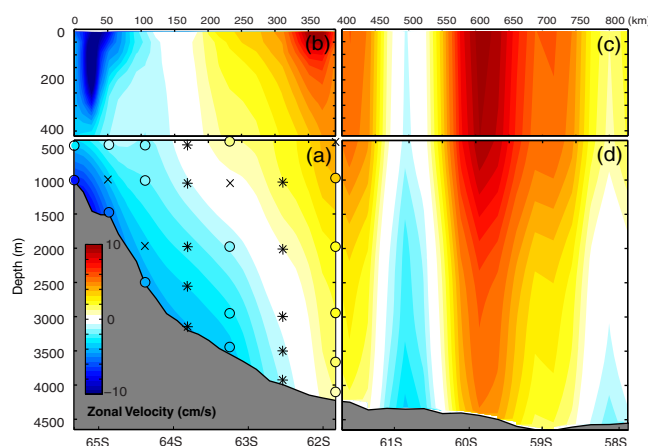 0 50 100 150 200 250 300 350 400 450 500 550 600 650 700 750 800 (km)
0
200
400
(b)
(c)
500
1000
1500
2000
2500
3000
3500
4000
4500
Depth (m)
(a)
(d)
10
0
−10
Zonal Velocity (cm/s)
65S 64S 63S 62S 61S 60S 59S 58S